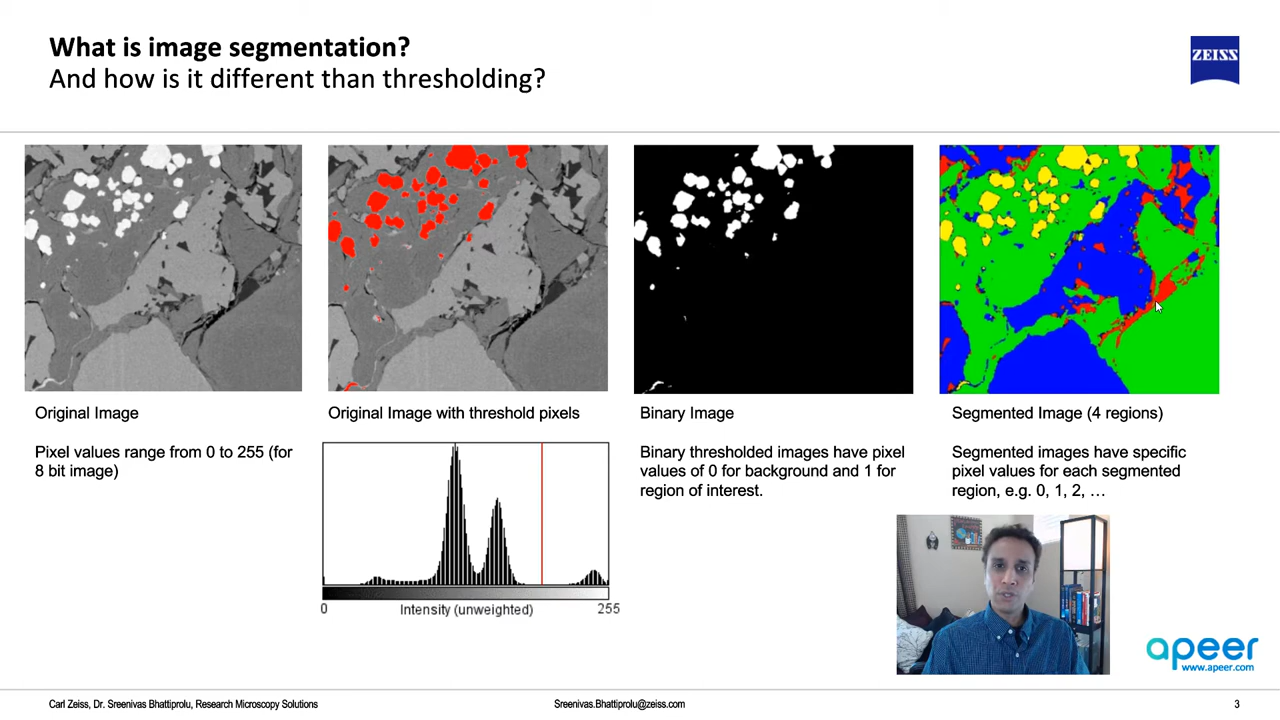 What is image segmentation?
And how is it different than thresholding?
ZEISS
Original Image
Pixel values range from 0 to 255 (for
8 bit image)
Original Image with threshold pixels
0
Intensity (unweighted)
255
Binary Image
Binary thresholded images have pixel
values of 0 for background and 1 for
region of interest.
Segmented Image (4 regions)
Segmented images have specific
pixel values for each segmented
region, e.g. 0, 1, 2, …
apeer
www.apeer.com
Carl Zeiss, Dr. Sreenivas Bhattiprolu, Research Microscopy Solutions
Sreenivas.Bhattiprolu@zeiss.com
3